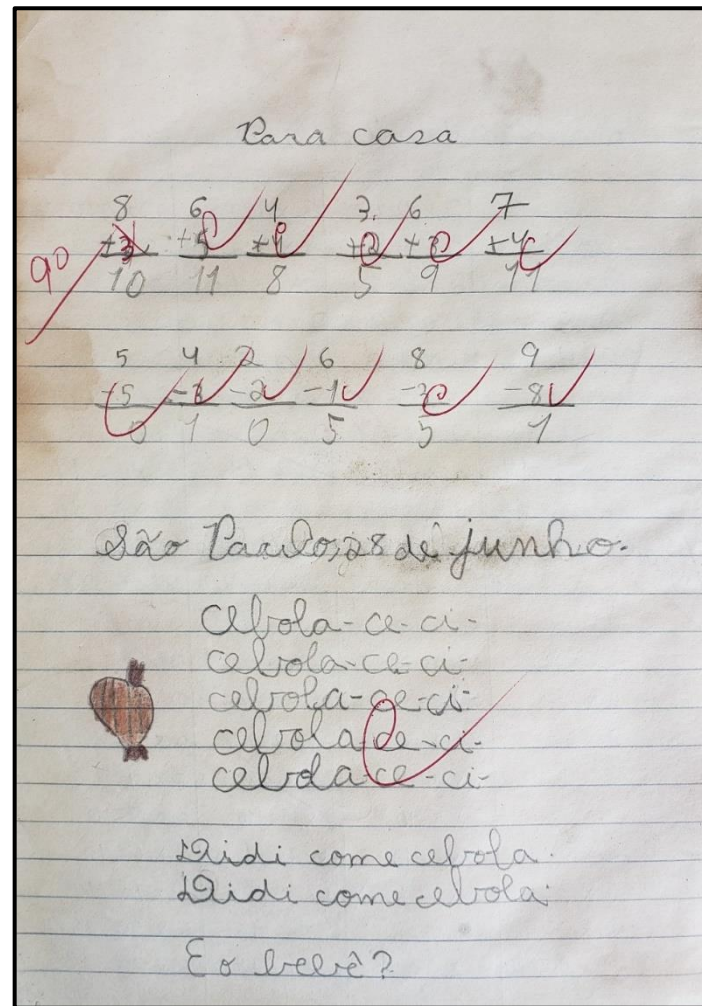 Para casa
8 6 4 3 6 7
+3 +5 +4 +2 +3 +4
90
10 11 8 5 9 11
5 4 2 6 8 9
-5 -3 -2 -1 -3 -8
0 1 0 5 5 1
São Paulo, 28 de junho.
cebola-ce-ci-
cebola-ce-ci-
cebola-ce-ci-
cebola-ce-ci-
cebola-ce-ci-
Didi come cebola.
Didi come cebola.
E o bebê?